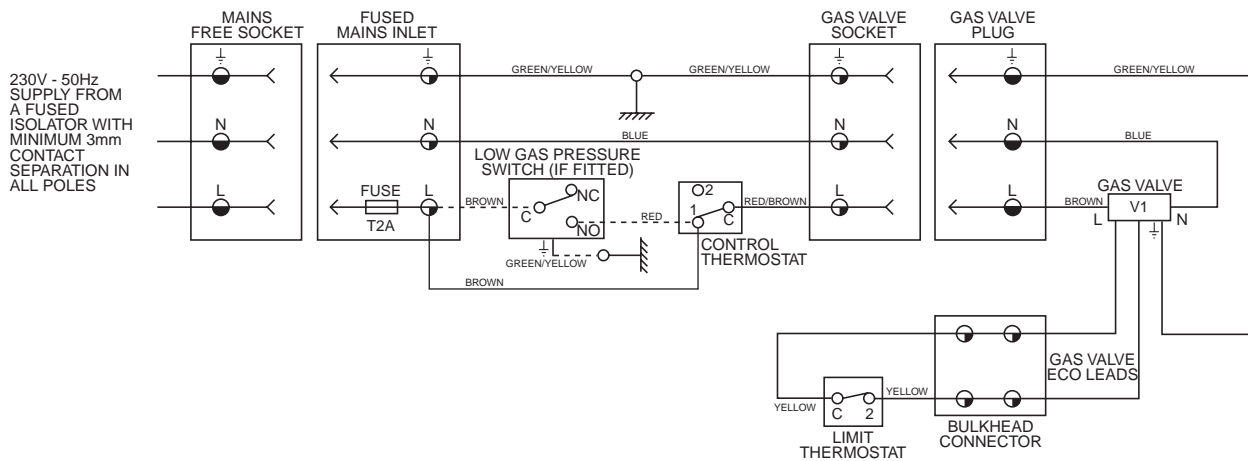 MAINS
FREE SOCKET
FUSED
MAINS INLET
GAS VALVE
SOCKET
GAS VALVE
PLUG
230V - 50Hz
SUPPLY FROM
A FUSED
ISOLATOR WITH
MINIMUM 3mm
CONTACT
SEPARATION IN
ALL POLES
GREEN/YELLOW
GREEN/YELLOW
GREEN/YELLOW
N
N
N
N
BLUE
BLUE
LOW GAS PRESSURE
SWITCH (IF FITTED)
L
FUSE
T2A
L
BROWN
C
NC
NO
RED
2
1
C
RED/BROWN
L
L
BROWN
GAS VALVE
V1
L
N
CONTROL
THERMOSTAT
GREEN/YELLOW
BROWN
GAS VALVE
ECO LEADS
YELLOW
C
2
YELLOW
LIMIT
THERMOSTAT
BULKHEAD
CONNECTOR